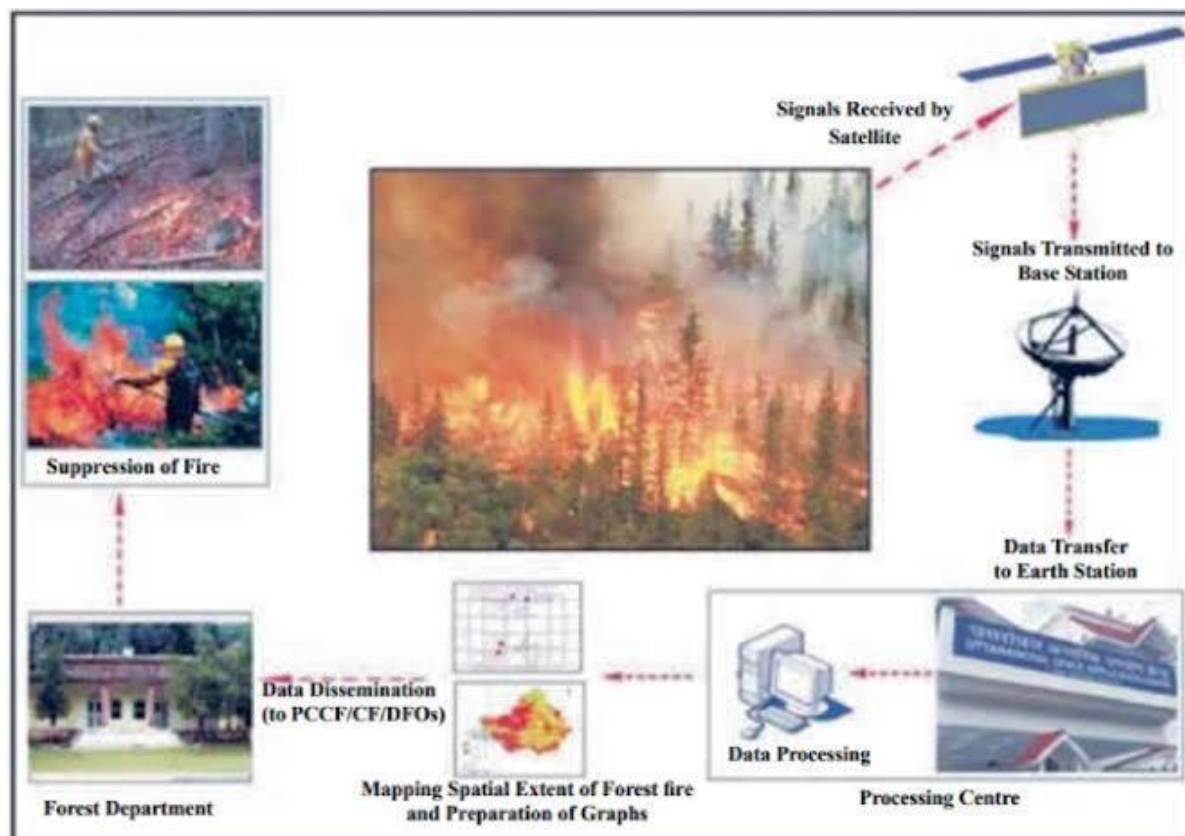 Signals Received by
Satellite
Signals Transmitted to
Base Station
Data Transfer
to Earth Station
Suppression of Fire
Data Dissemination
(to PCCF/CF/DFOs)
Data Processing
Forest Department
Mapping Spatial Extent of Forest fire
and Preparation of Graphs
Processing Centre